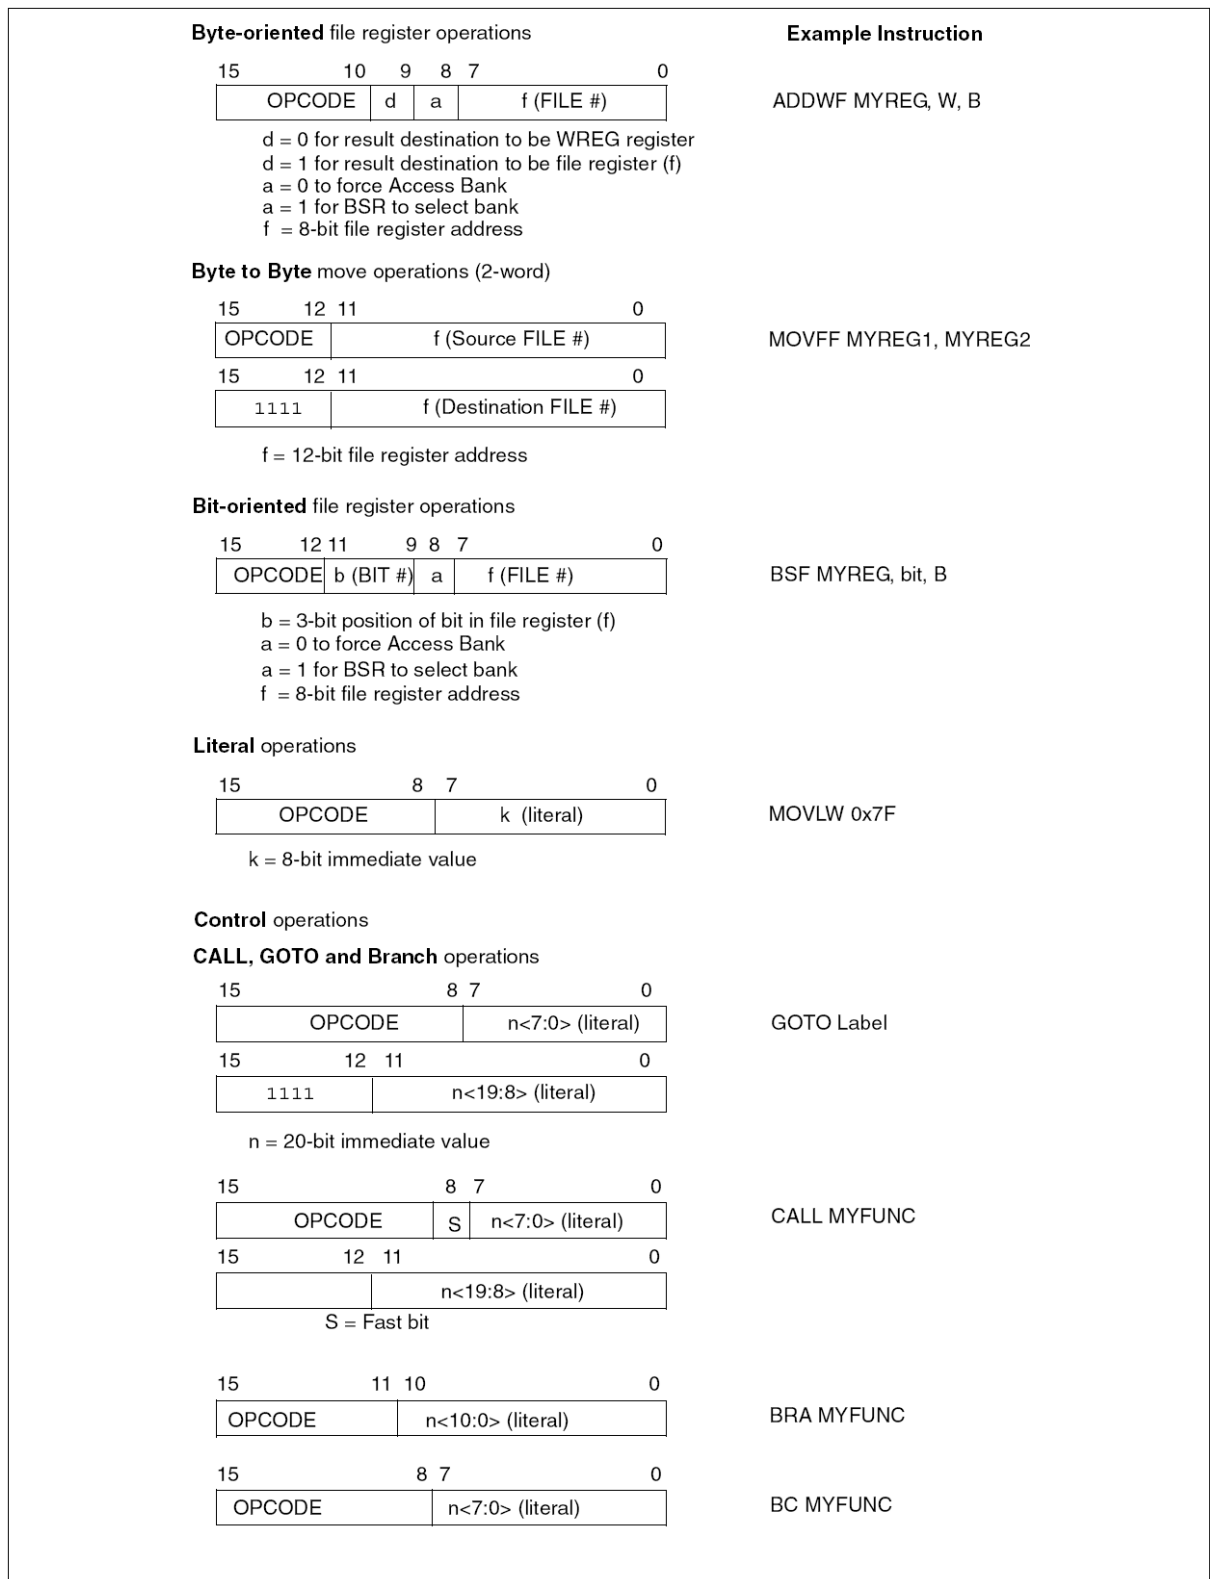 Byte-oriented file register operations Example Instruction
15 10 9 8 7 0
OPCODE d a f (FILE #) ADDWF MYREG, W, B
d = 0 for result destination to be WREG register
d = 1 for result destination to be file register (f)
a = 0 to force Access Bank
a = 1 for BSR to select bank
f = 8-bit file register address
Byte to Byte move operations (2-word)
15 12 11 0
OPCODE f (Source FILE #) MOVFF MYREG1, MYREG2
15 12 11 0
1111 f (Destination FILE #)
f = 12-bit file register address
Bit-oriented file register operations
15 12 11 9 8 7 0
OPCODE b (BIT #) a f (FILE #) BSF MYREG, bit, B
b = 3-bit position of bit in file register (f)
a = 0 to force Access Bank
a = 1 for BSR to select bank
f = 8-bit file register address
Literal operations
15 8 7 0
OPCODE k (literal) MOVLW 0x7F
k = 8-bit immediate value
Control operations
CALL, GOTO and Branch operations
15 8 7 0
OPCODE n<7:0> (literal) GOTO Label
15 12 11 0
1111 n<19:8> (literal)
n = 20-bit immediate value
15 8 7 0
OPCODE S n<7:0> (literal) CALL MYFUNC
15 12 11 0
n<19:8> (literal)
S = Fast bit
15 11 10 0
OPCODE n<10:0> (literal) BRA MYFUNC
15 8 7 0
OPCODE n<7:0> (literal) BC MYFUNC